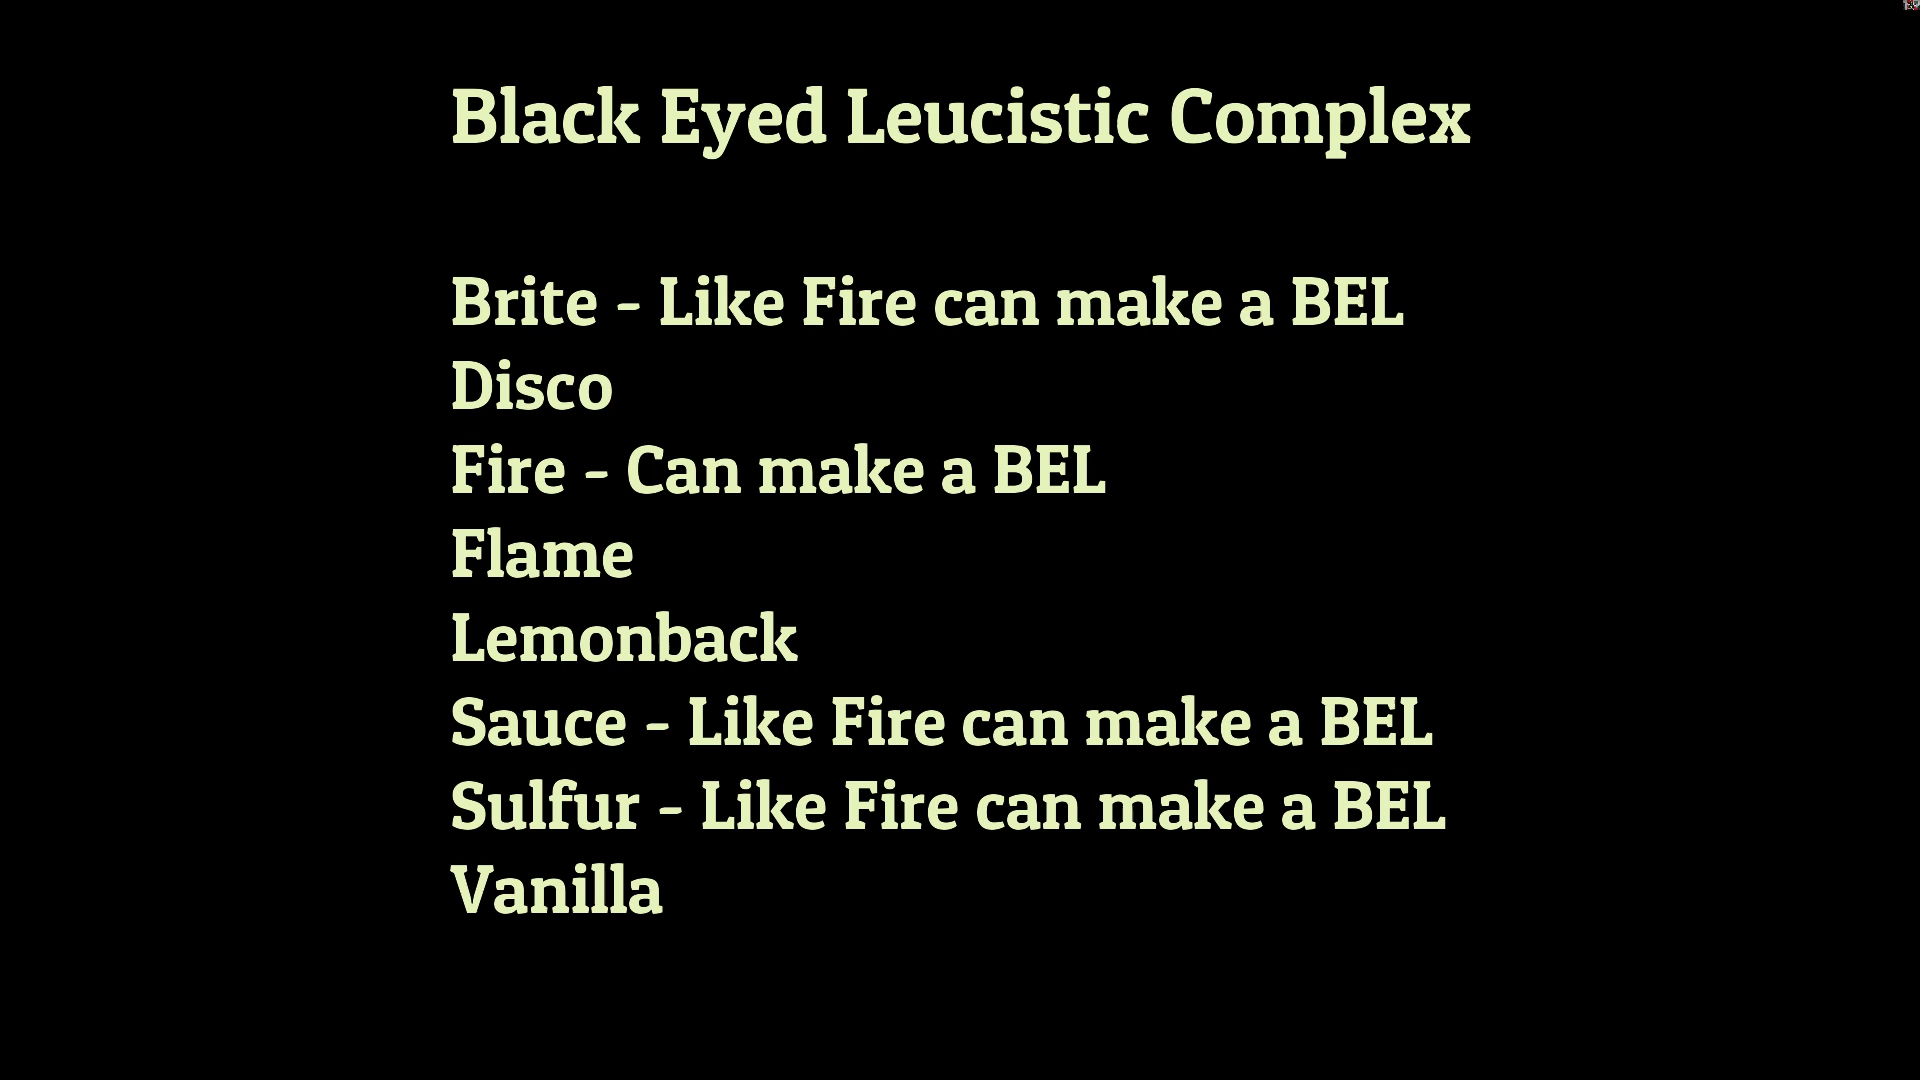 Black Eyed Leucistic Complex
Brite - Like Fire can make a BEL
Disco
Fire - Can make a BEL
Flame
Lemonback
Sauce - Like Fire can make a BEL
Sulfur - Like Fire can make a BEL
Vanilla